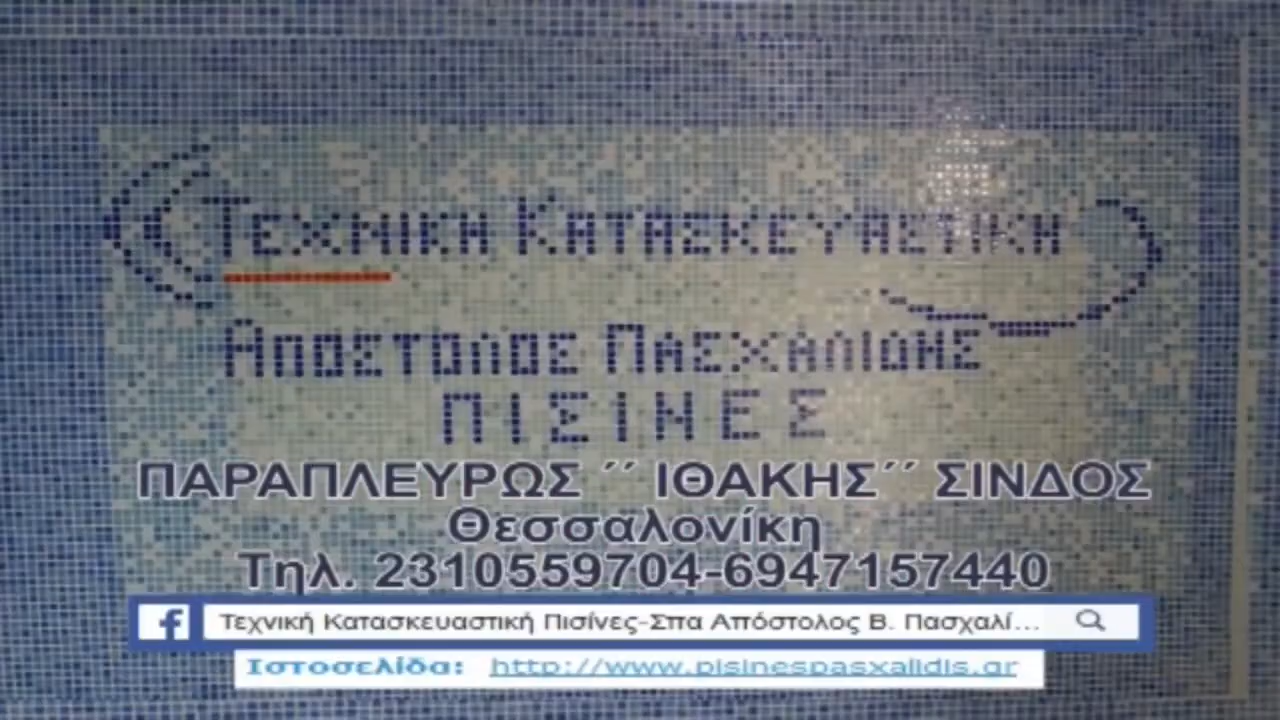 ΤΕΧΝΙΚΗ ΚΑΤΑΣΚΕΥΑΣΤΙΚΗ
ΑΠΟΣΤΟΛΟΣ ΠΑΣΧΑΛΙΔΗΣ
ΠΙΣΙΝΕΣ
ΠΑΡΑΠΛΕΥΡΩΣ ΄΄ ΙΘΑΚΗΣ΄΄ ΣΙΝΔΟΣ
Θεσσαλονίκη
Τηλ. 2310559704-6947157440
f Τεχνική Κατασκευαστική Πισίνες-Σπα Απόστολος Β. Πασχαλί...
Ιστοσελίδα: http://www.pisinespasxalidis.gr